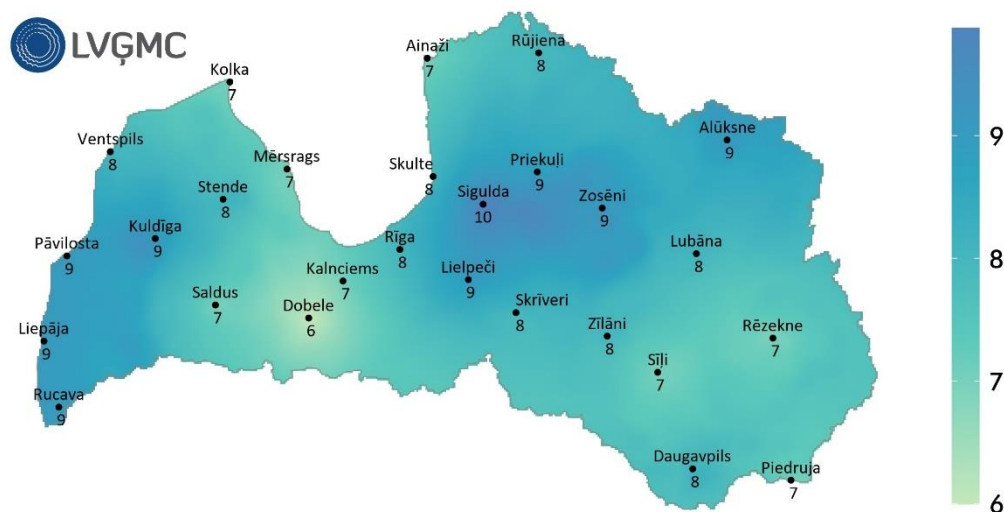 LVĢMC
Ainaži
7
Rūjiena
8
Kolka
7
Ventspils
8
Alūksne
9
Mērsrags
7
Skulte
8
Priekuļi
9
Stende
8
Sigulda
10
Zosēni
9
Kuldīga
9
Pāvilosta
9
Rīga
8
Lubāna
8
Kalnciems
7
Lielpeči
9
Saldus
7
Dobele
6
Skrīveri
8
Liepāja
9
Zīlāni
8
Rēzekne
7
Sīļi
7
Rucava
9
Daugavpils
8
Piedruja
7
9
8
7
6